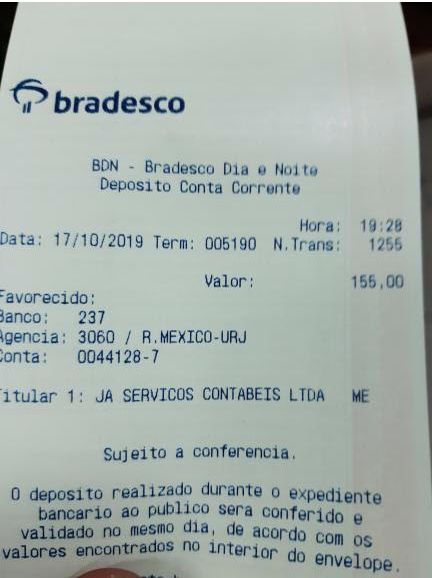 bradesco
BDN - Bradesco Dia e Noite
Deposito Conta Corrente
Hora: 19:28
Data: 17/10/2019 Term: 005190 N.Trans: 1255
Valor: 155,00
Favorecido:
Banco: 237
Agencia: 3060 / R.MEXICO-URJ
Conta: 0044128-7
Titular 1: JA SERVICOS CONTABEIS LTDA ME
Sujeito a conferencia.
O deposito realizado durante o expediente
bancario ao publico sera conferido e
validado no mesmo dia, de acordo com os
valores encontrados no interior do envelope.